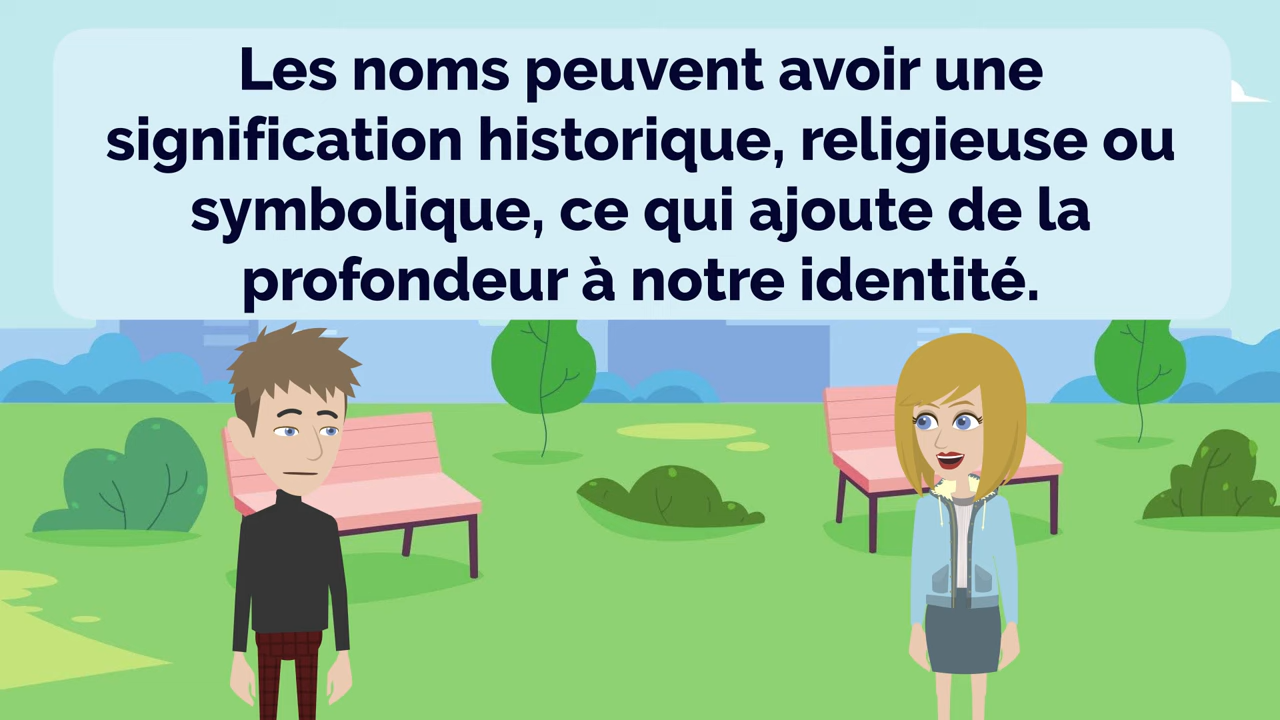 Les noms peuvent avoir une
signification historique, religieuse ou
symbolique, ce qui ajoute de la
profondeur à notre identité.